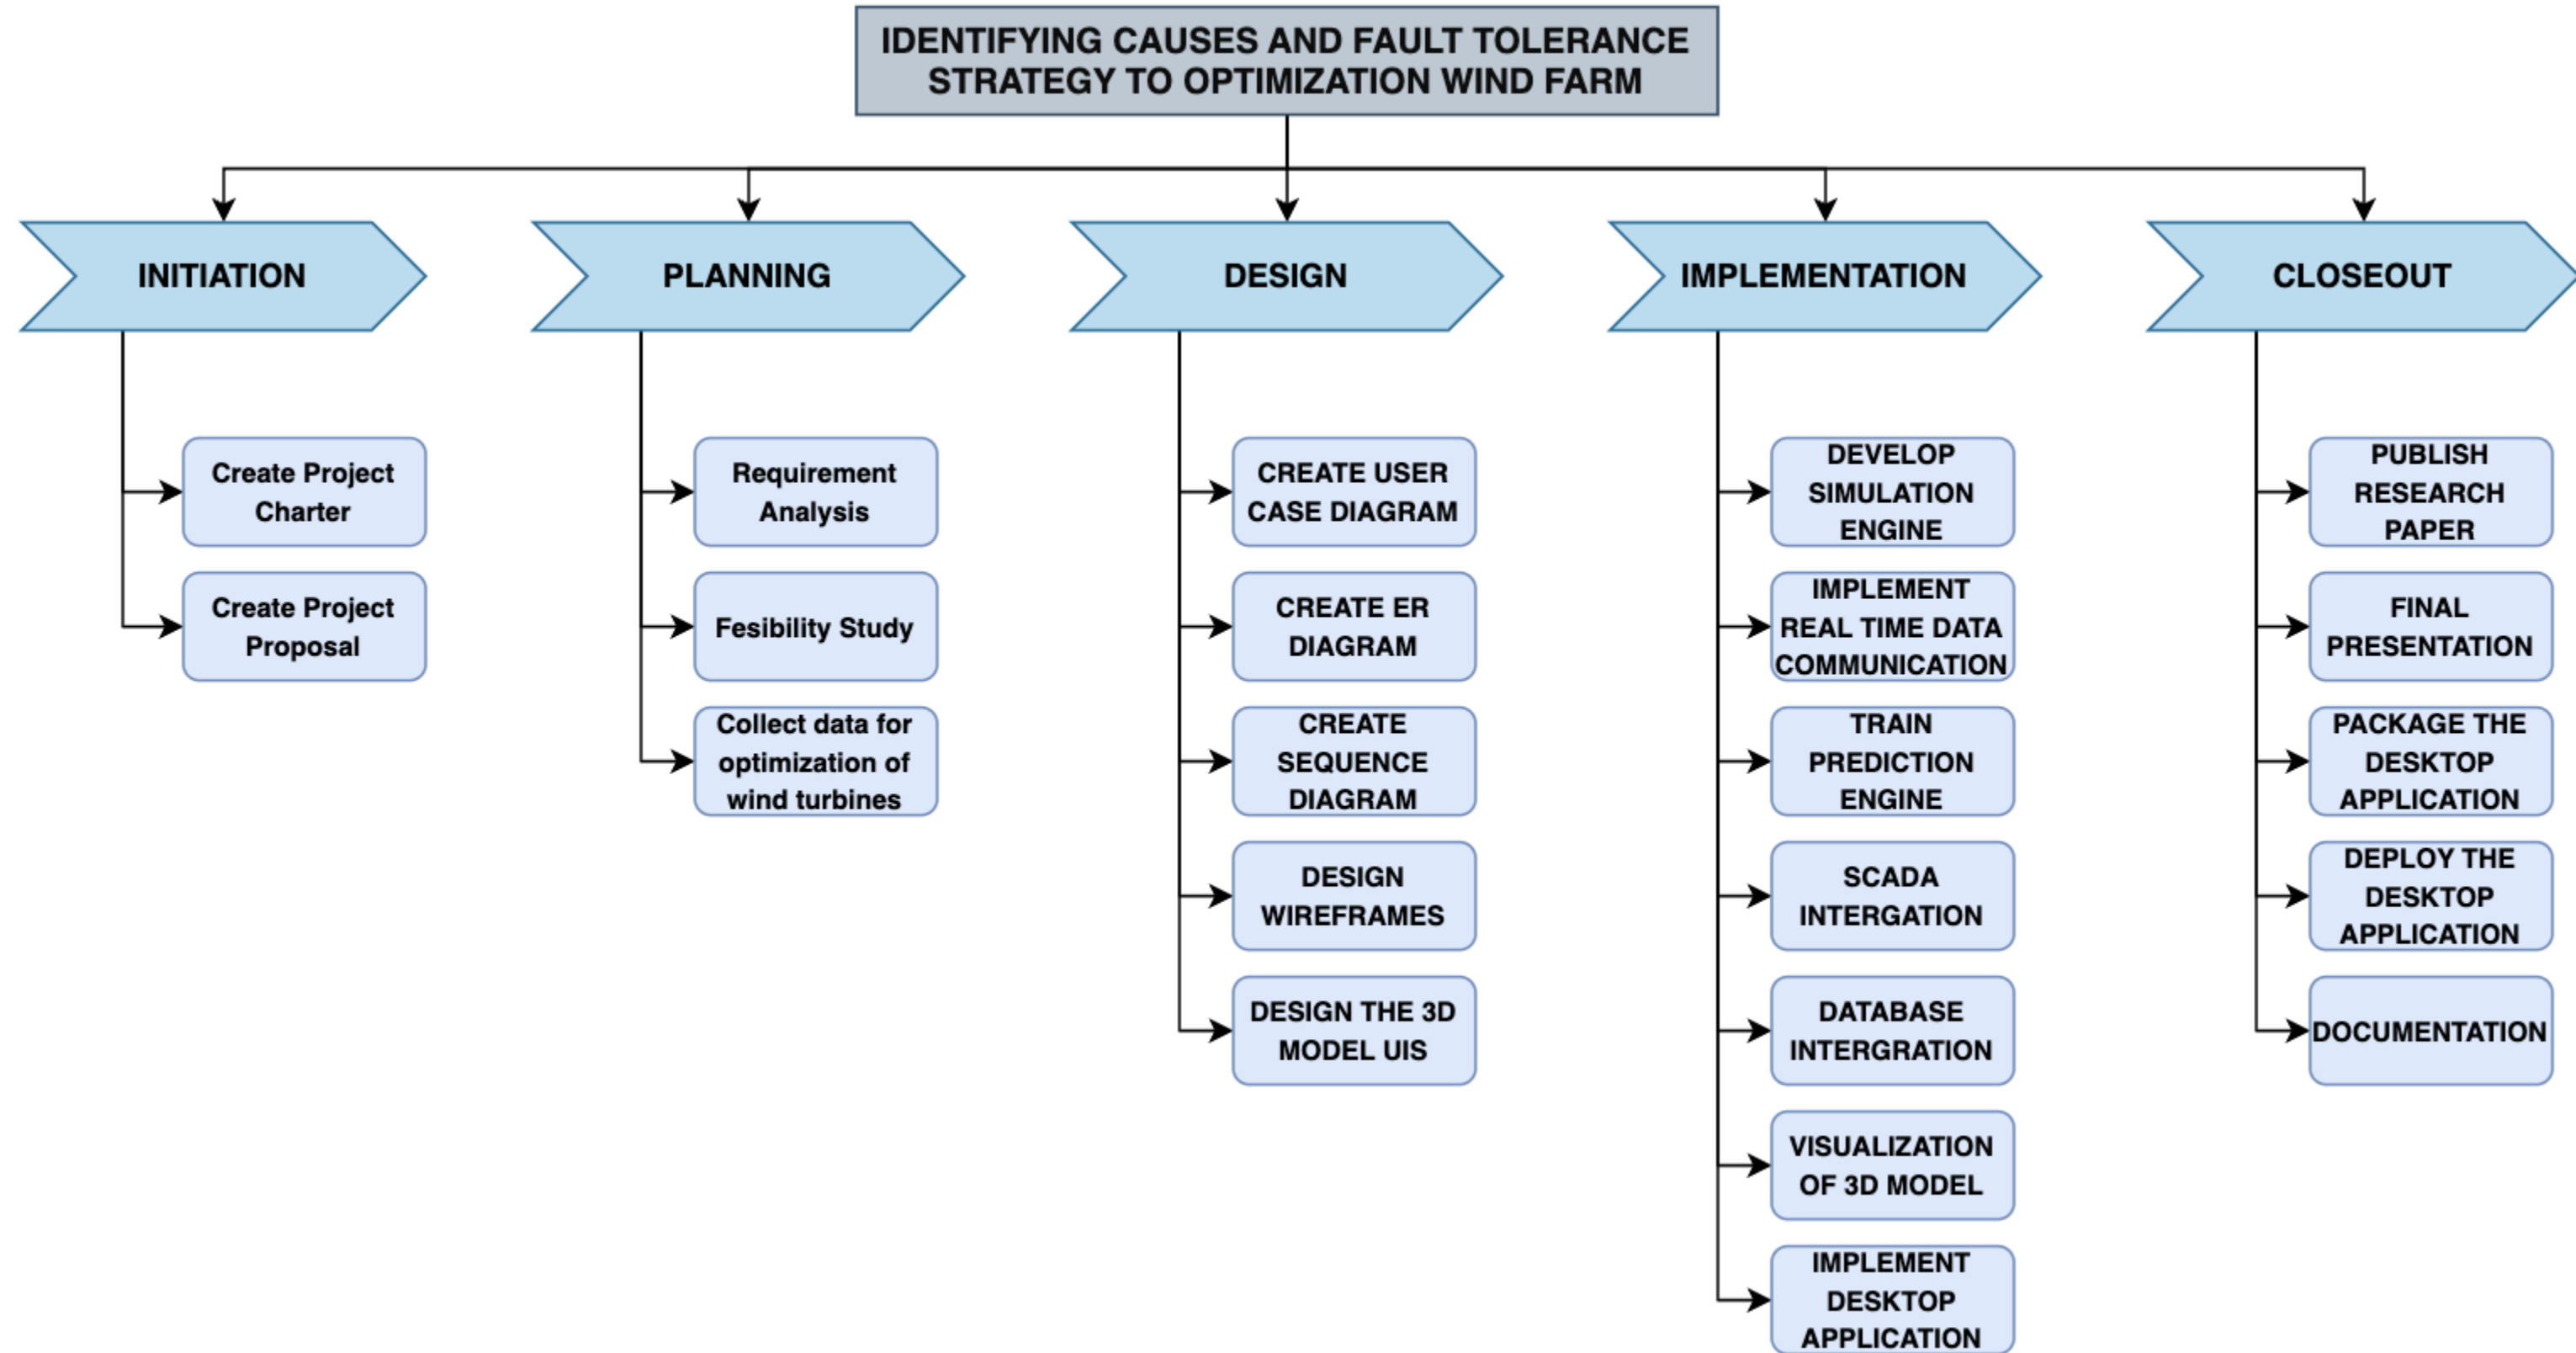 IDENTIFYING CAUSES AND FAULT TOLERANCE
STRATEGY TO OPTIMIZATION WIND FARM
INITIATION
Create Project
Charter
Create Project
Proposal
PLANNING
Requirement
Analysis
Fesibility Study
Collect data for
optimization of
wind turbines
DESIGN
CREATE USER
CASE DIAGRAM
CREATE ER
DIAGRAM
CREATE
SEQUENCE
DIAGRAM
DESIGN
WIREFRAMES
DESIGN THE 3D
MODEL UIS
IMPLEMENTATION
DEVELOP
SIMULATION
ENGINE
IMPLEMENT
REAL TIME DATA
COMMUNICATION
TRAIN
PREDICTION
ENGINE
SCADA
INTERGATION
DATABASE
INTERGRATION
VISUALIZATION
OF 3D MODEL
IMPLEMENT
DESKTOP
APPLICATION
CLOSEOUT
PUBLISH
RESEARCH
PAPER
FINAL
PRESENTATION
PACKAGE THE
DESKTOP
APPLICATION
DEPLOY THE
DESKTOP
APPLICATION
DOCUMENTATION